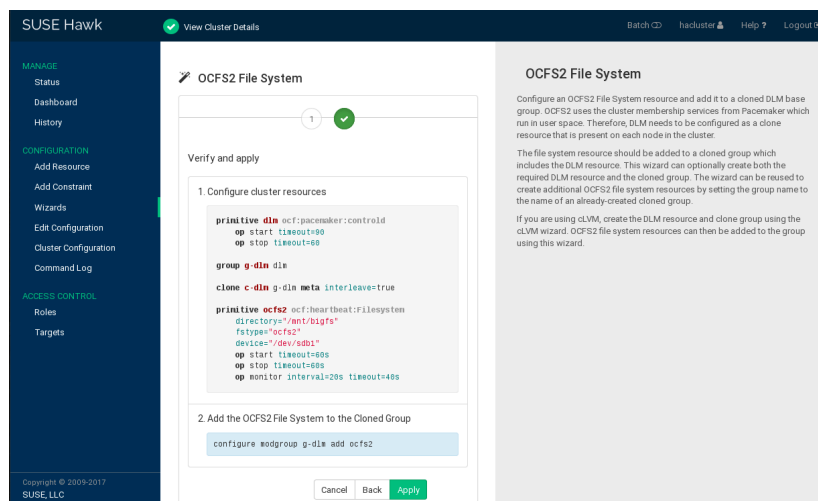 SUSE Hawk
View Cluster Details
Batch
hacluster
Help ?
Logout
MANAGE
Status
Dashboard
History
CONFIGURATION
Add Resource
Add Constraint
Wizards
Edit Configuration
Cluster Configuration
Command Log
ACCESS CONTROL
Roles
Targets
Copyright © 2009-2017
SUSE, LLC
OCFS2 File System
1
Verify and apply
1. Configure cluster resources
primitive dlm ocf:pacemaker:controld
op start timeout=90
op stop timeout=60
group g-dlm dlm
clone c-dlm g-dlm meta interleave=true
primitive ocfs2 ocf:heartbeat:Filesystem
directory="/mnt/bigfs"
fstype="ocfs2"
device="/dev/sdb1"
op start timeout=60s
op stop timeout=60s
op monitor interval=20s timeout=40s
2. Add the OCFS2 File System to the Cloned Group
configure modgroup g-dlm add ocfs2
Cancel
Back
Apply
OCFS2 File System
Configure an OCFS2 File System resource and add it to a cloned DLM base
group. OCFS2 uses the cluster membership services from Pacemaker which
run in user space. Therefore, DLM needs to be configured as a clone
resource that is present on each node in the cluster.
The file system resource should be added to a cloned group which
includes the DLM resource. This wizard can optionally create both the
required DLM resource and the cloned group. The wizard can be reused to
create additional OCFS2 file system resources by setting the group name to
the name of an already-created cloned group.
If you are using cLVM, create the DLM resource and clone group using the
cLVM wizard. OCFS2 file system resources can then be added to the group
using this wizard.